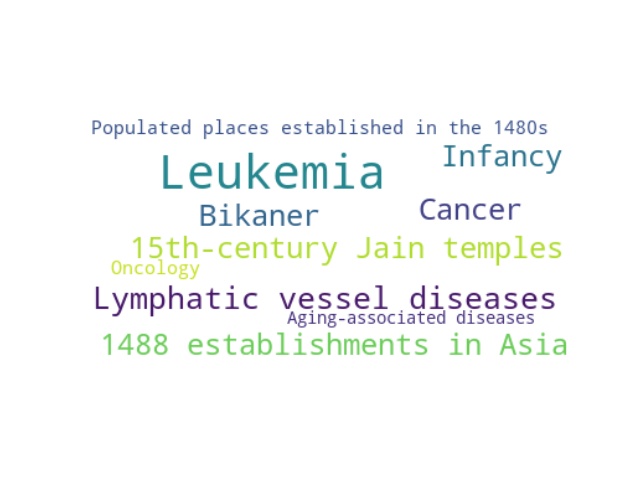 Populated places established in the 1480s
Infancy
Leukemia
Bikaner
Cancer
15th-century Jain temples
Oncology
Lymphatic vessel diseases
Aging-associated diseases
1488 establishments in Asia